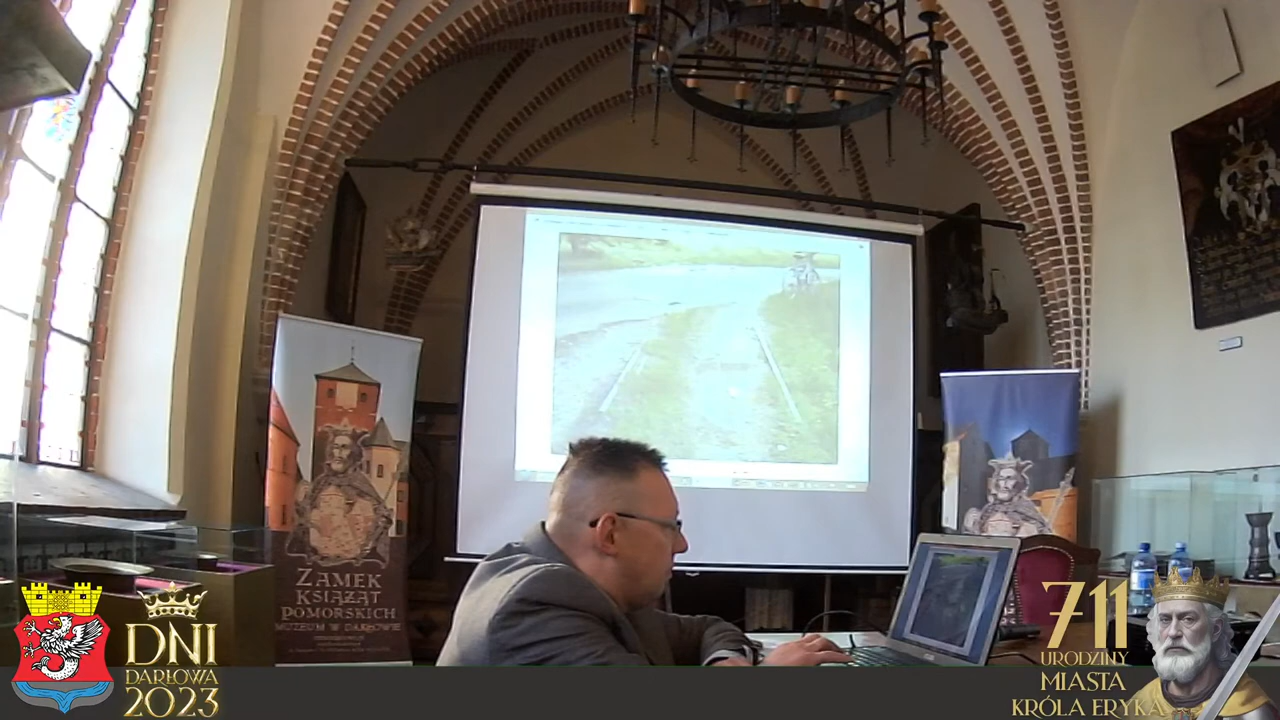 ZAMEK
KSIĄŻĄT
POMORSKICH
MUZEUM W DARŁOWIE
DNI
DARŁOWA
2023
711
URODZINY
MIASTA
KRÓLA ERYKA